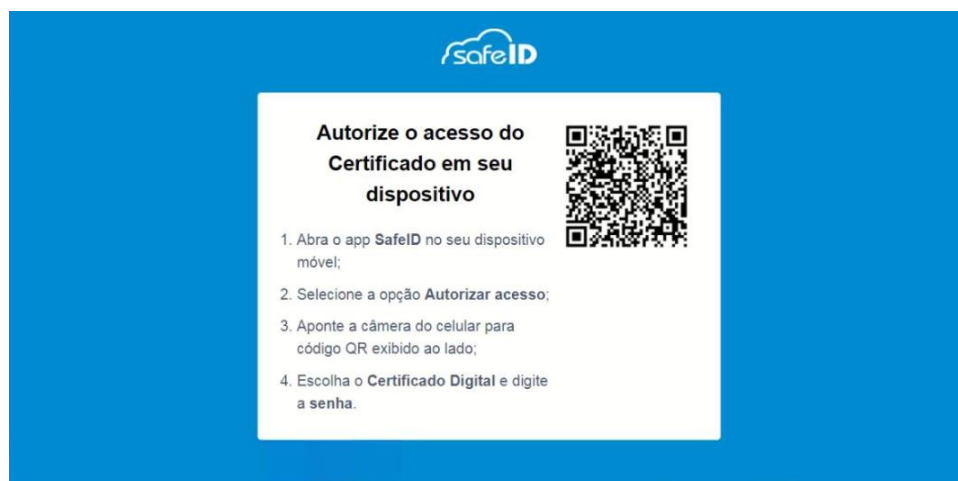 safeID
Autorize o acesso do
Certificado em seu
dispositivo
1. Abra o app SafeID no seu dispositivo
móvel;
2. Selecione a opção Autorizar acesso;
3. Aponte a câmera do celular para
código QR exibido ao lado;
4. Escolha o Certificado Digital e digite
a senha.